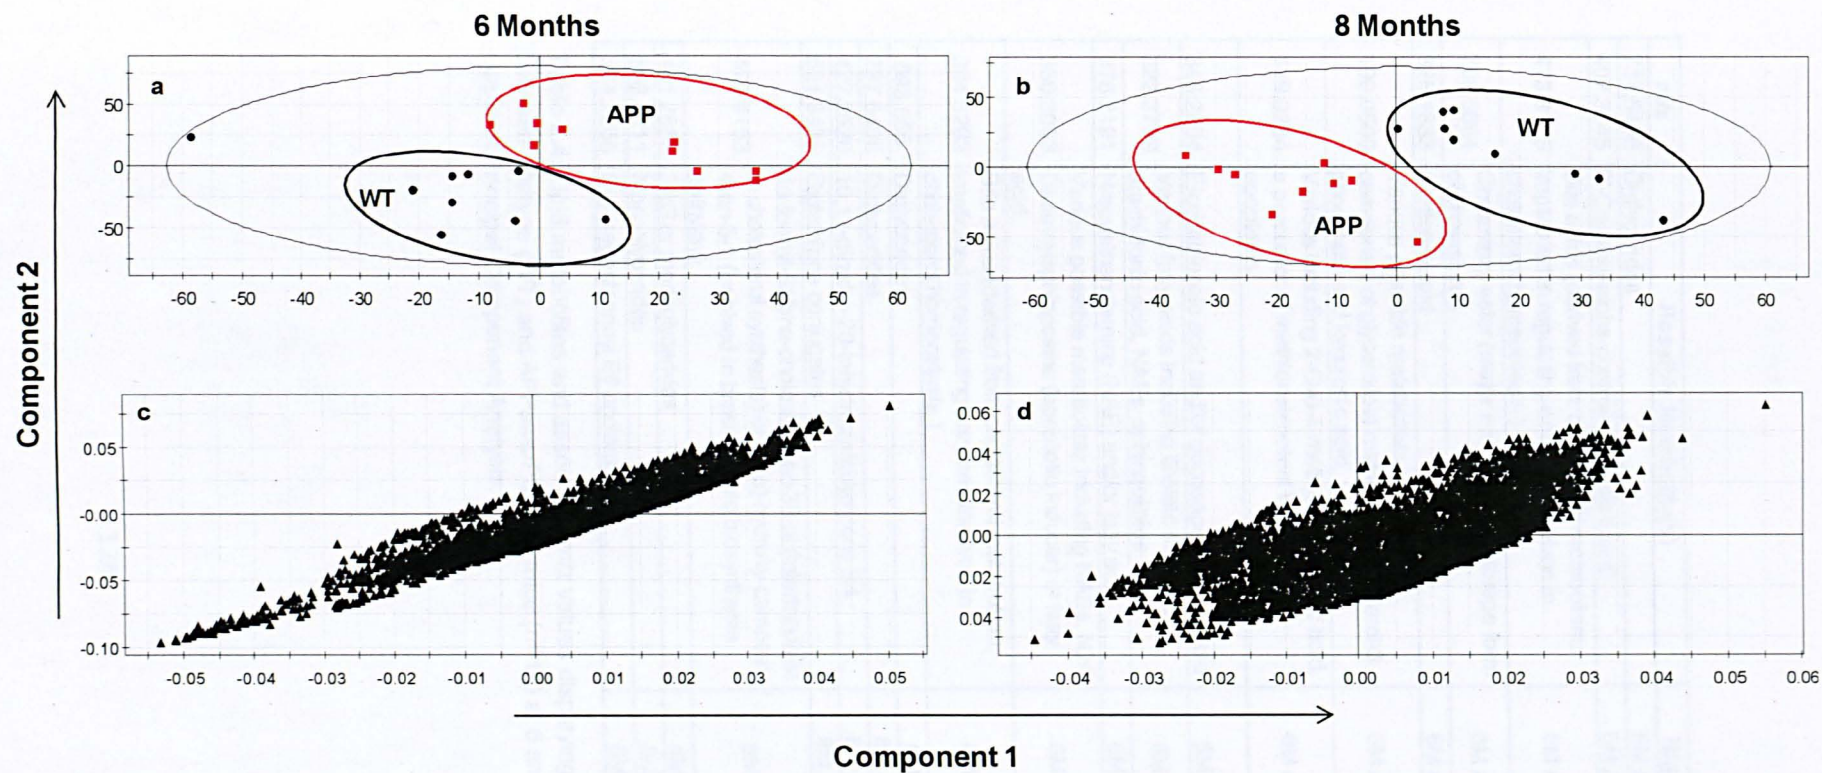 6 Months
8 Months
Component 2
a
APP
WT
50
0
-50
-60 -50 -40 -30 -20 -10 0 10 20 30 40 50 60
b
WT
APP
50
0
-50
-60 -50 -40 -30 -20 -10 0 10 20 30 40 50 60
c
0.05
-0.00
-0.05
-0.10
-0.05 -0.04 -0.03 -0.02 -0.01 0.00 0.01 0.02 0.03 0.04 0.05
d
0.06
0.04
0.02
0.00
0.02
0.04
-0.04 -0.03 -0.02 -0.01 0.00 0.01 0.02 0.03 0.04 0.05 0.06
Component 1